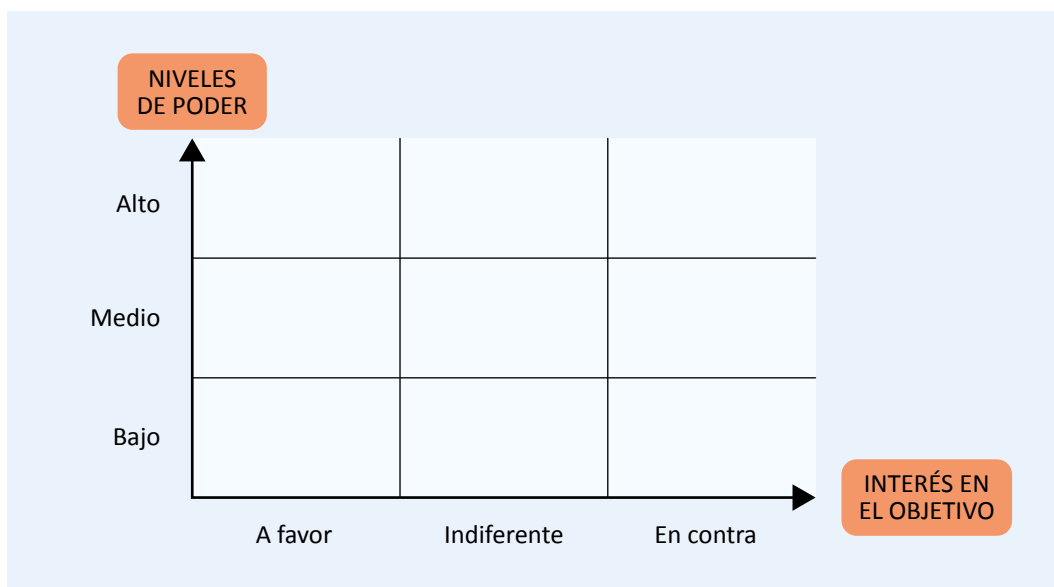 NIVELES
DE PODER
Alto
Medio
Bajo
INTERÉS EN
EL OBJETIVO
A favor
Indiferente
En contra